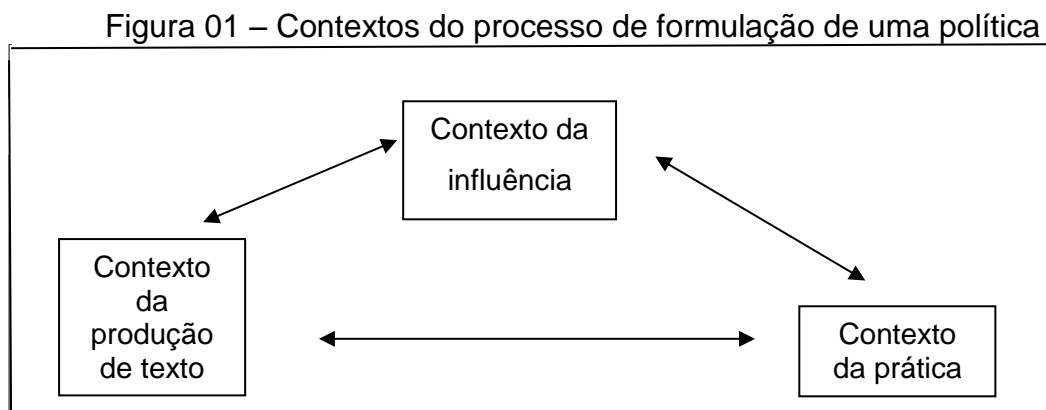 Figura 01 – Contextos do processo de formulação de uma política
Contexto da
influência
Contexto
da
produção
de texto
Contexto
da prática